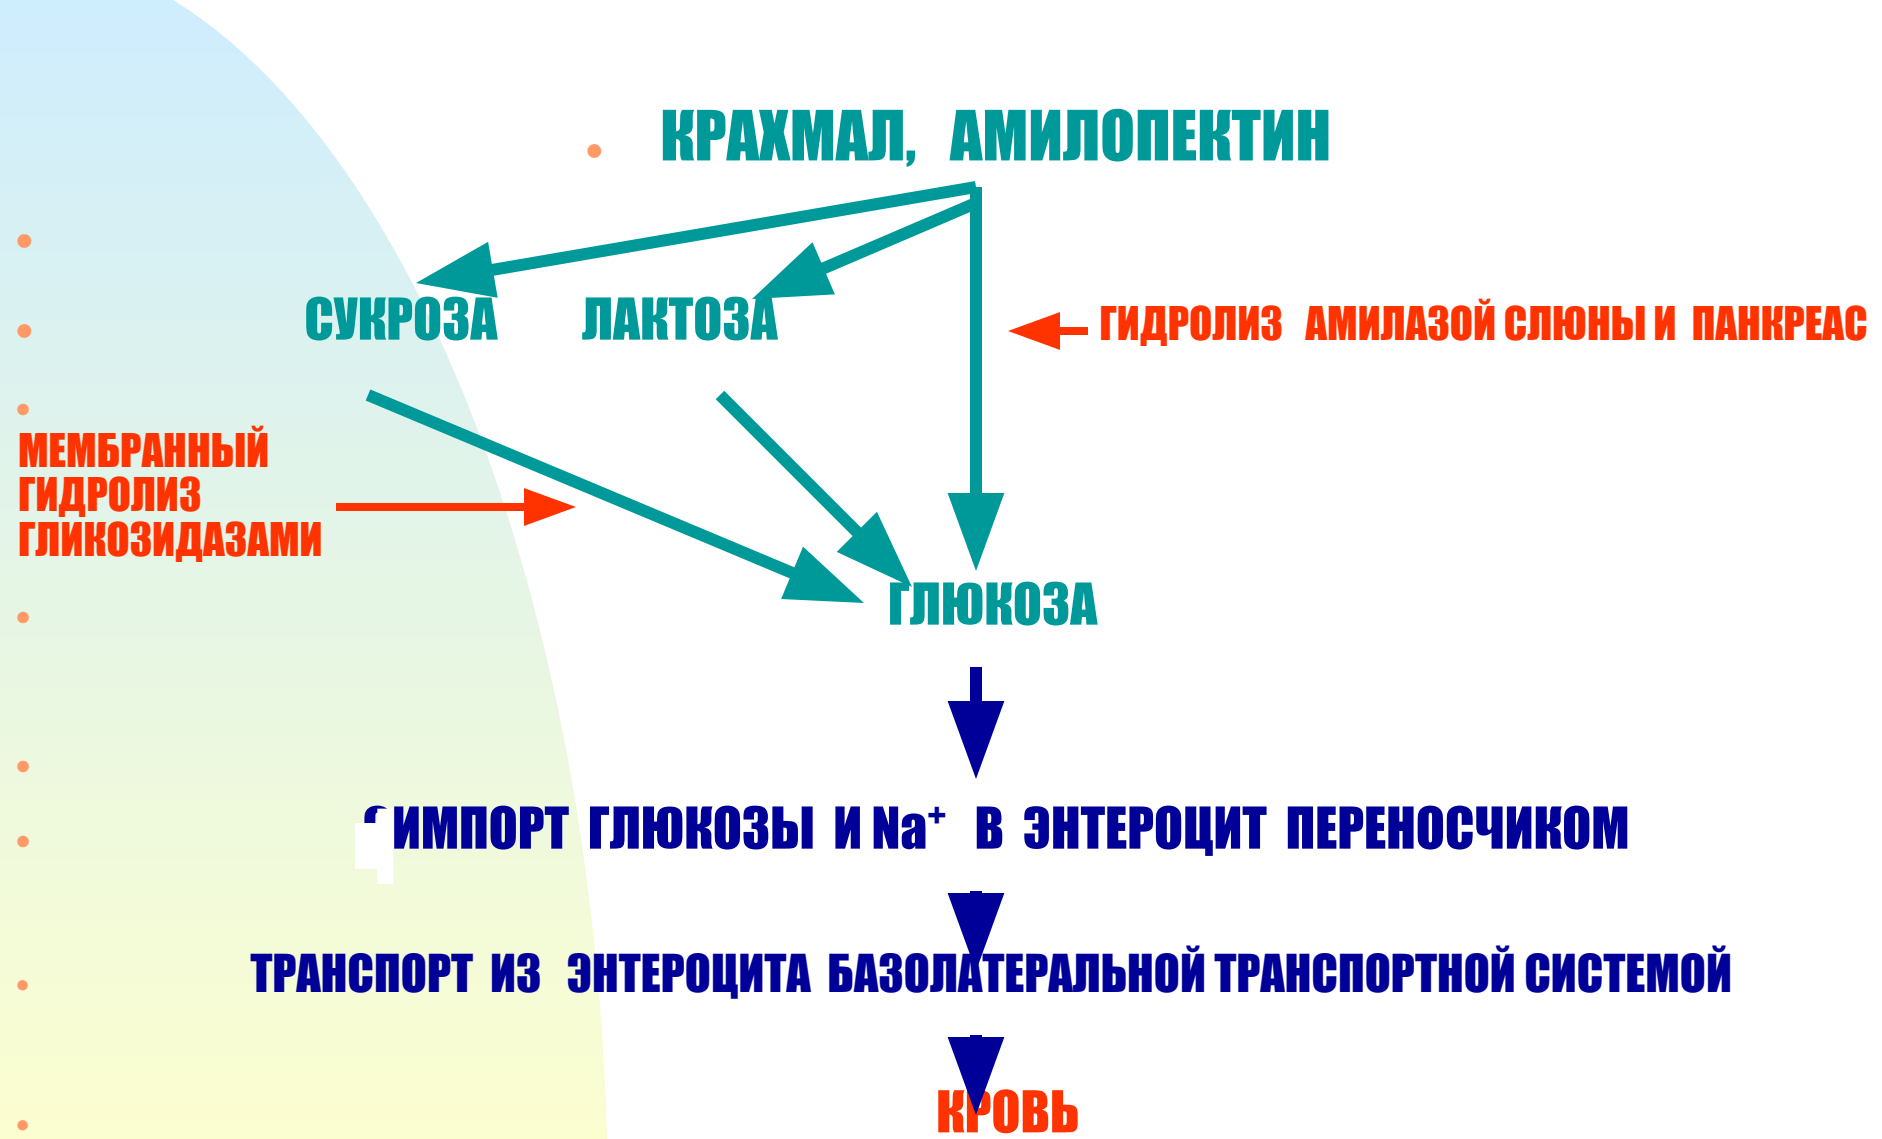 КРАХМАЛ, АМИЛОПЕКТИН
СУКРОЗА ЛАКТОЗА
ГИДРОЛИЗ АМИЛАЗОЙ СЛЮНЫ И ПАНКРЕАС
МЕМБРАННЫЙ
ГИДРОЛИЗ
ГЛИКОЗИДАЗАМИ
ГЛЮКОЗА
СИМПОРТ ГЛЮКОЗЫ И Na⁺ В ЭНТЕРОЦИТ ПЕРЕНОСЧИКОМ
ТРАНСПОРТ ИЗ ЭНТЕРОЦИТА БАЗОЛАТЕРАЛЬНОЙ ТРАНСПОРТНОЙ СИСТЕМОЙ
КРОВЬ